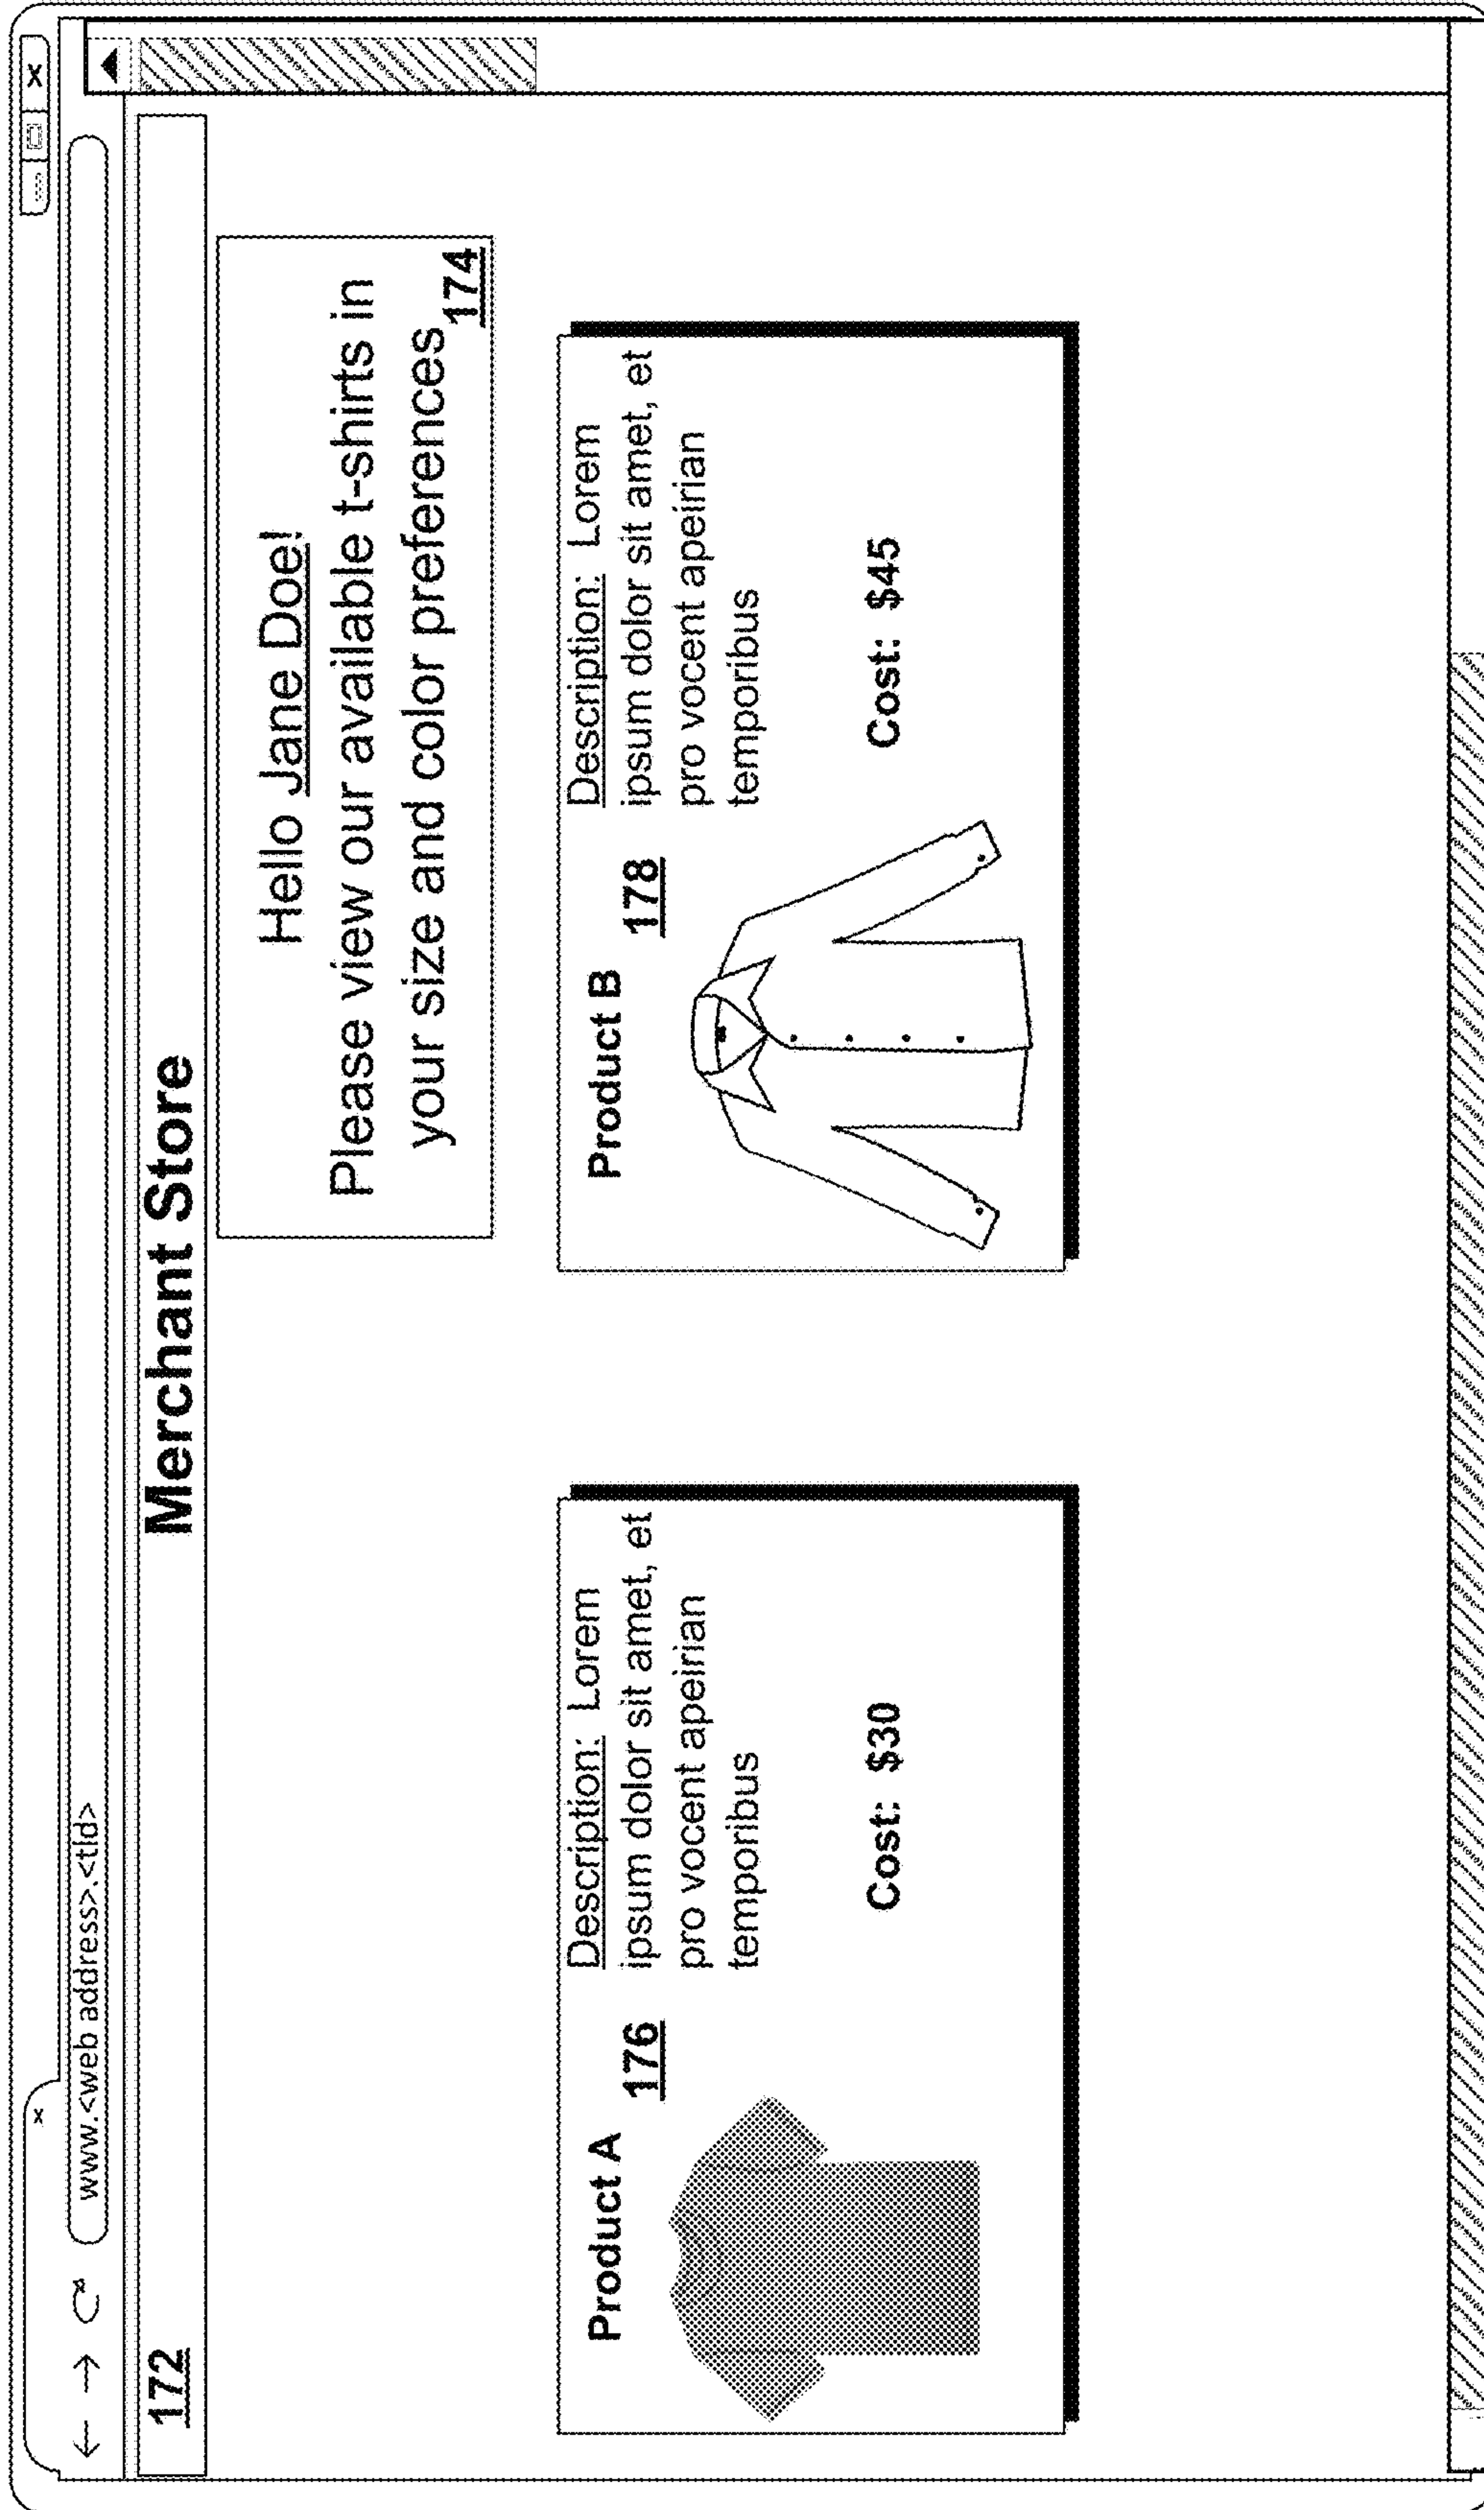 x
x
www.<web address>.<tld>
172
Merchant Store
Hello Jane Doe!
Please view our available t-shirts in
your size and color preferences
174
Product A
176
Description: Lorem
ipsum dolor sit amet, et
pro vocent apeirian
temporibus
Cost: $30
Product B
178
Description: Lorem
ipsum dolor sit amet, et
pro vocent apeirian
temporibus
Cost: $45